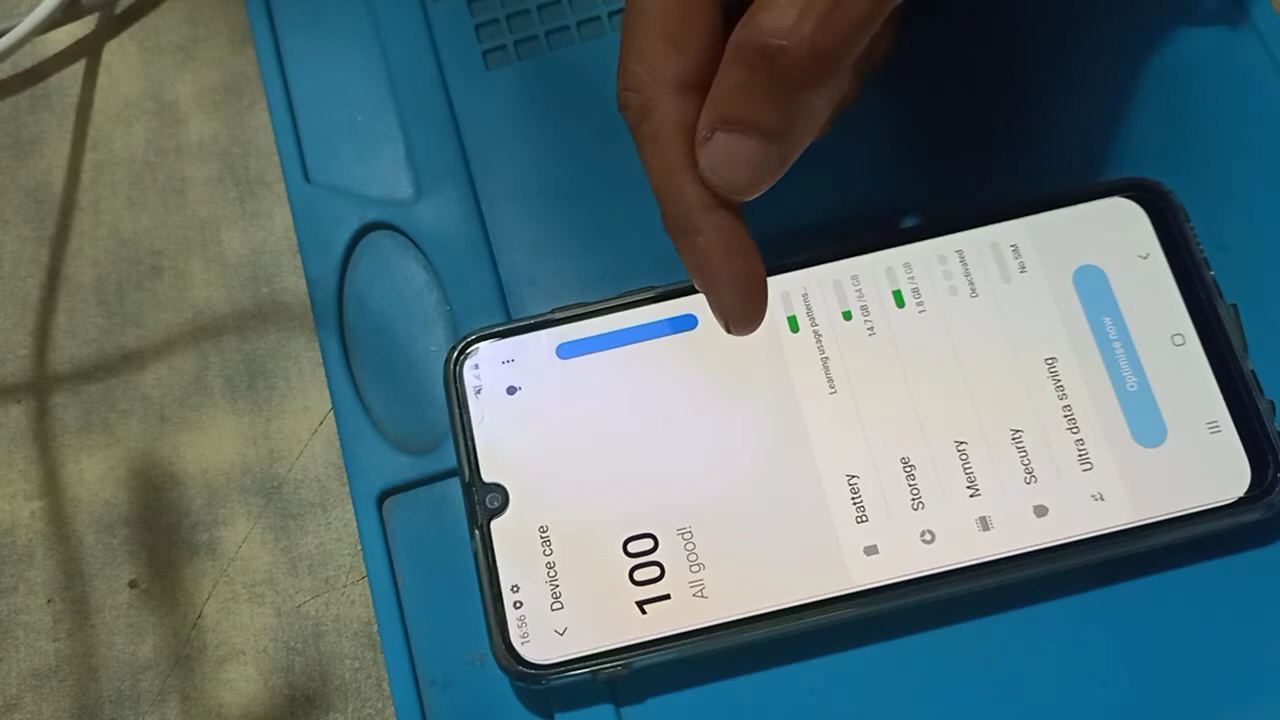 16:56
Device care
100
All good!
Battery
Learning usage patterns...
Storage
14.7 GB / 64 GB
Memory
1.8 GB / 4 GB
Security
Deactivated
Ultra data saving
No SIM
Optimise now